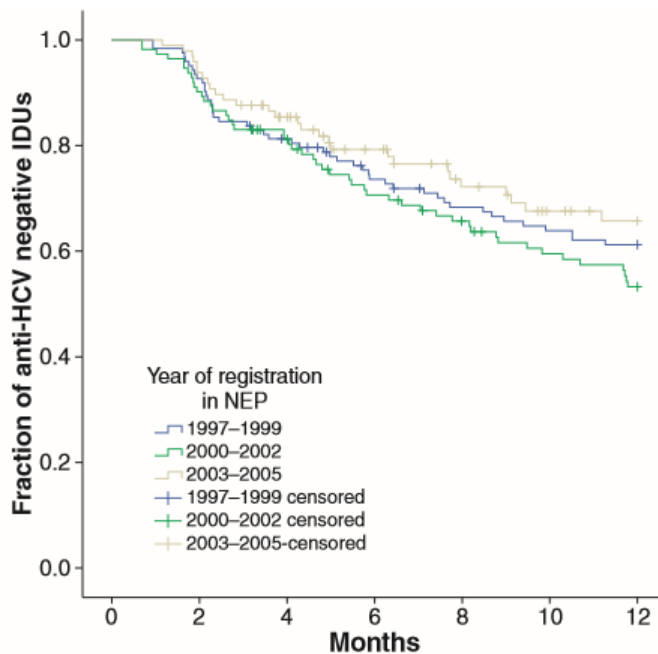 1.0
0.8
0.6
0.4
0.2
0.0
Fraction of anti-HCV negative IDUs
Year of registration
in NEP
1997–1999
2000–2002
2003–2005
1997–1999 censored
2000–2002 censored
2003–2005-censored
0 2 4 6 8 10 12
Months